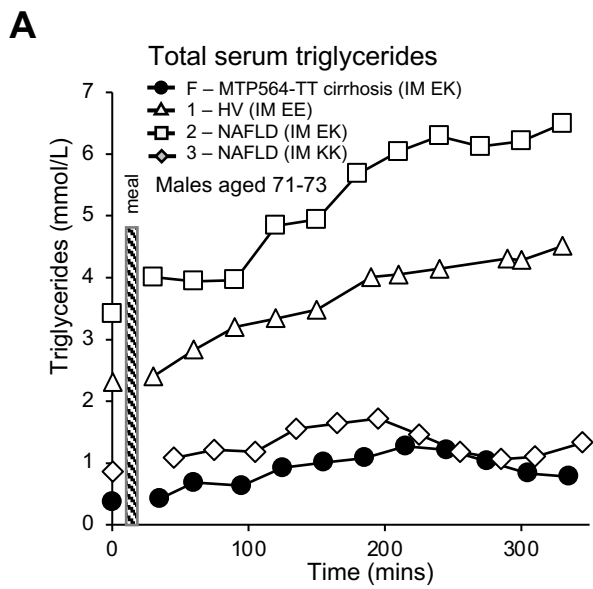 A
Total serum triglycerides
F – MTP564-TT cirrhosis (IM EK)
1 – HV (IM EE)
2 – NAFLD (IM EK)
3 – NAFLD (IM KK)
Males aged 71-73
meal
Triglycerides (mmol/L)
7
6
5
4
3
2
1
0
0 100 200 300
Time (mins)